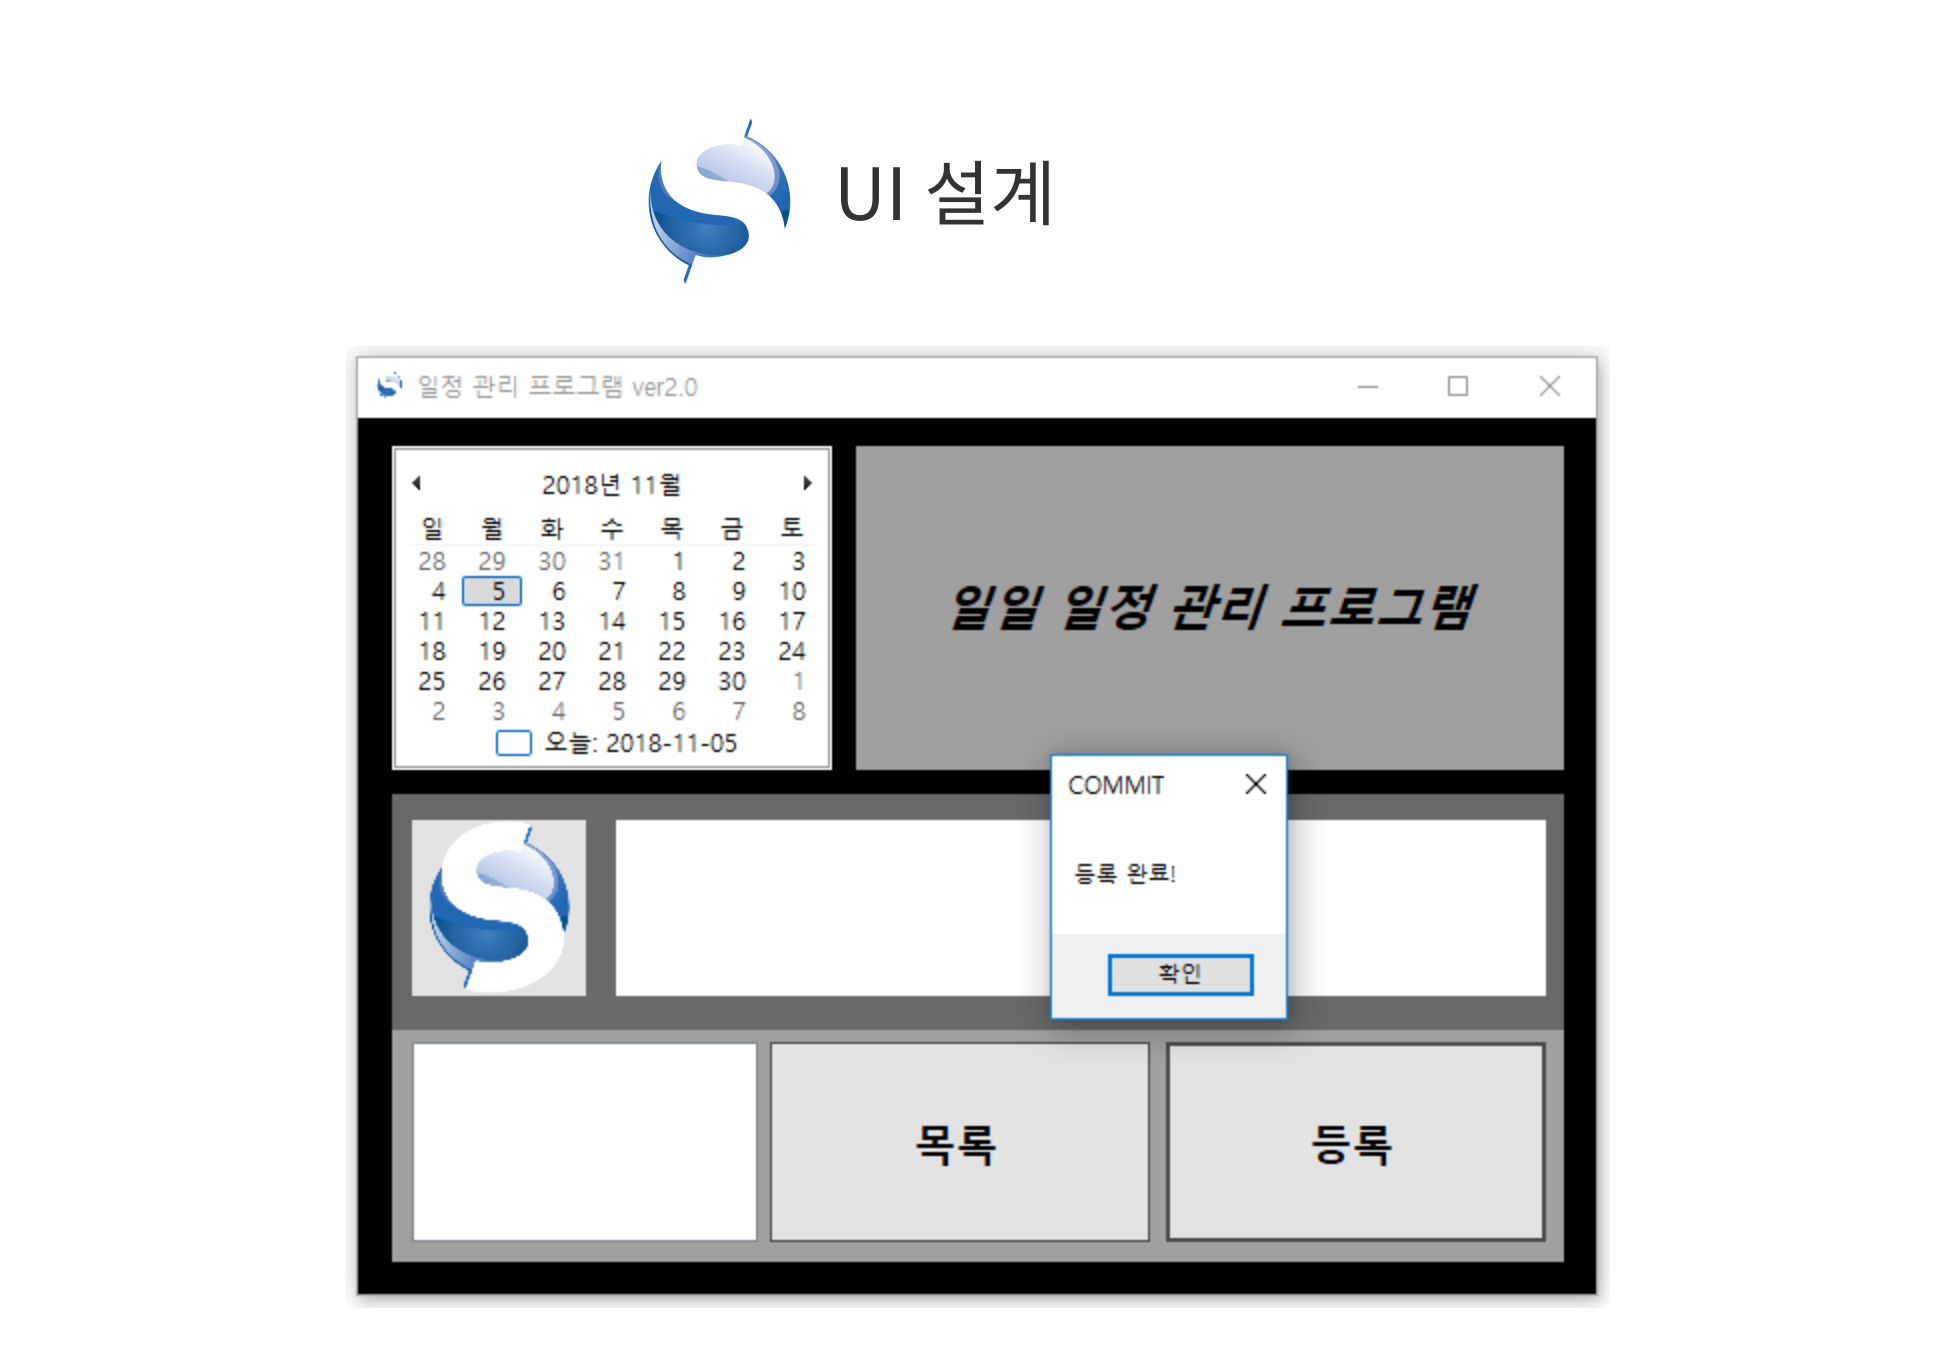 UI 설계
일정 관리 프로그램 ver2.0
2018년 11월
일 월 화 수 목 금 토
28 29 30 31 1 2 3
4 5 6 7 8 9 10
11 12 13 14 15 16 17
18 19 20 21 22 23 24
25 26 27 28 29 30 1
2 3 4 5 6 7 8
오늘: 2018-11-05
일일 일정 관리 프로그램
COMMIT
등록 완료!
확인
목록
등록